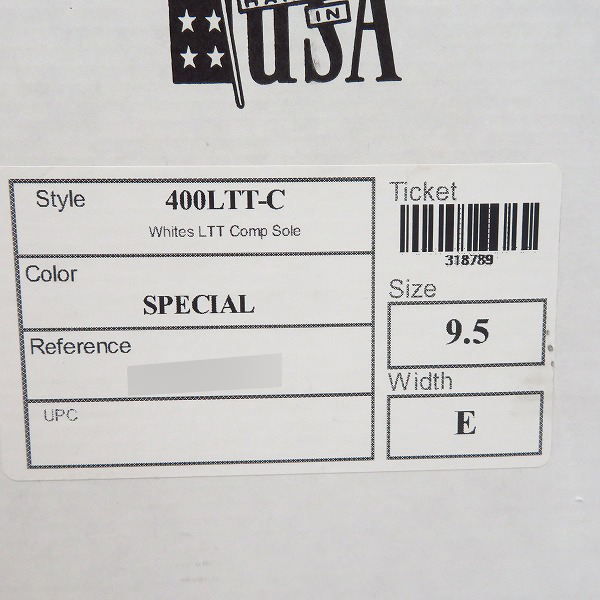 IN
USA
Style 400LTT-C
Whites LTT Comp Sole
Color
SPECIAL
Reference
UPC
Ticket
318789
Size
9.5
Width
E